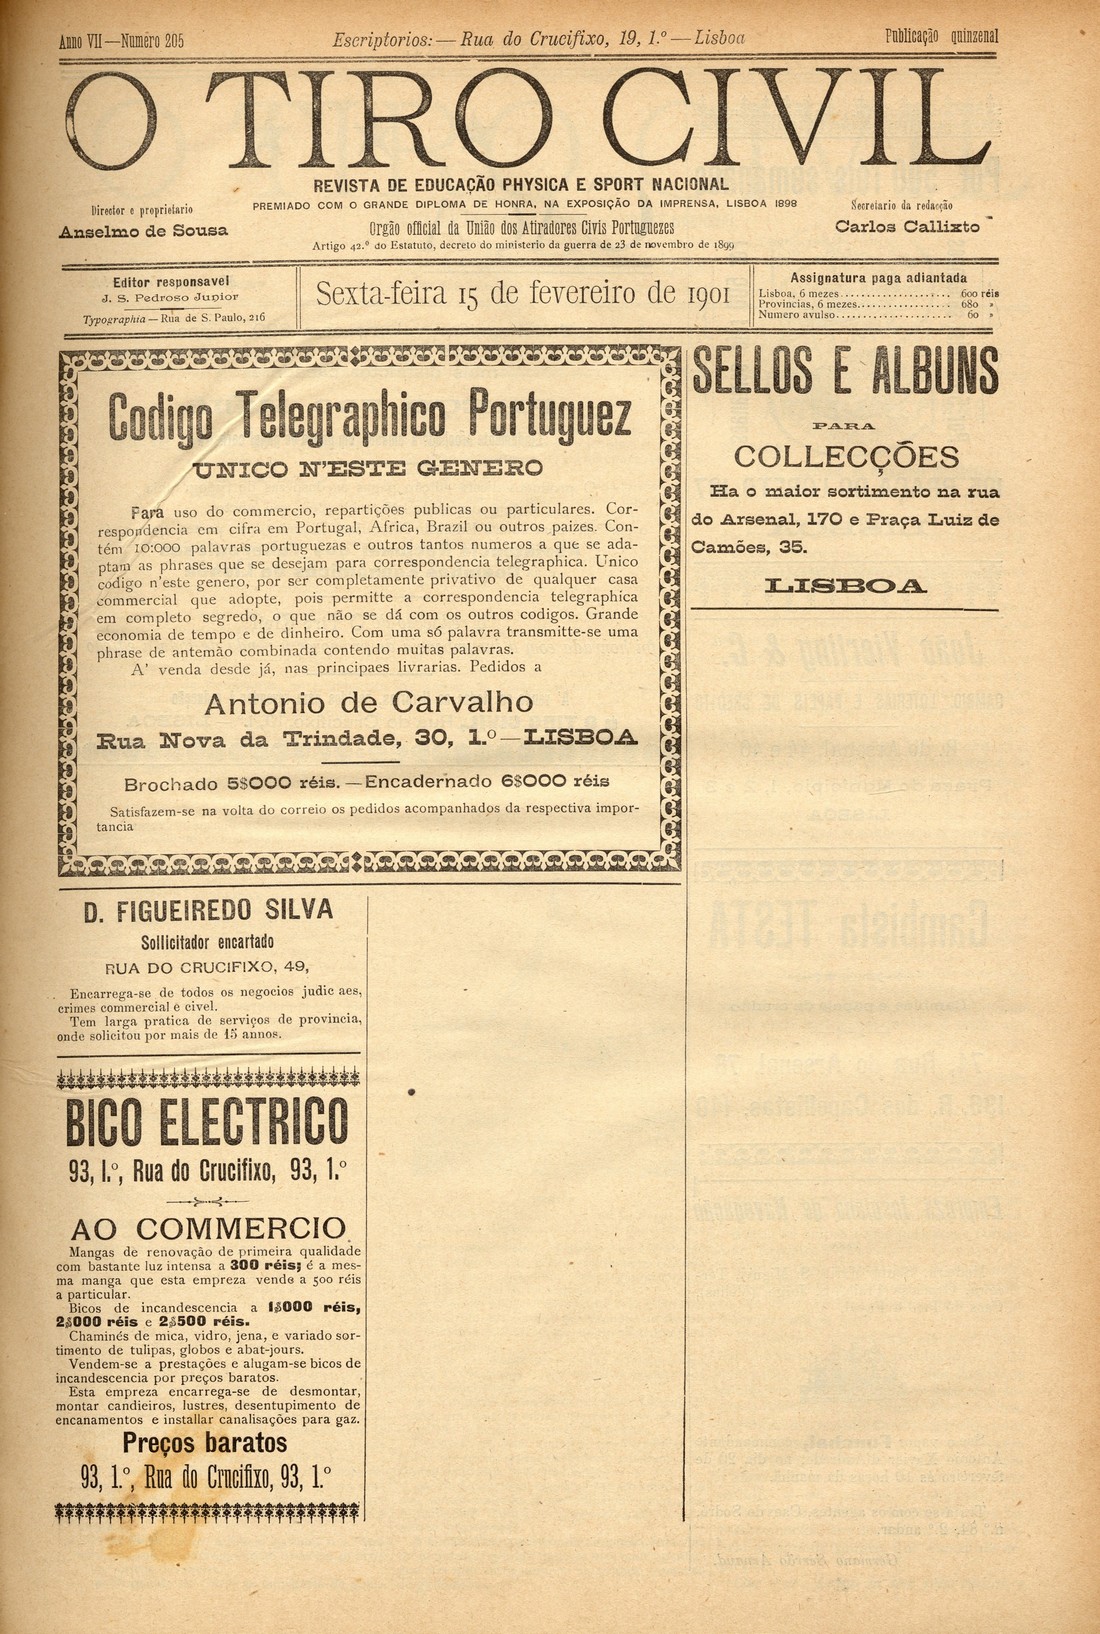 Anno VII—Numero 205
Escriptorios:—Rua do Crucifixo, 19, 1.º—Lisboa
Publicação quinzenal
O TIRO CIVIL
REVISTA DE EDUCAÇÃO PHYSICA E SPORT NACIONAL
PREMIADO COM O GRANDE DIPLOMA DE HONRA, NA EXPOSIÇÃO DA IMPRENSA, LISBOA 1898
Director e proprietario
Anselmo de Sousa
Orgão official da União dos Atiradores Civis Portuguezes
Artigo 42.º do Estatuto, decreto do ministerio da guerra de 23 de novembro de 1899
Secretario da redacção
Carlos Callixto
Editor responsavel
J. S. Pedroso Junior
Typographia—Rua de S. Paulo, 216
Sexta-feira 15 de fevereiro de 1901
Assignatura paga adiantada
Lisboa, 6 mezes.................... 600 réis
Provincias, 6 mezes................ 680 »
Numero avulso...................... 60 »
Codigo Telegraphico Portuguez
UNICO N'ESTE GENERO
Para uso do commercio, repartições publicas ou particulares. Cor-
respondencia em cifra em Portugal, Africa, Brazil ou outros paizes. Con-
tém 10:000 palavras portuguezas e outros tantos numeros a que se ada-
ptam as phrases que se desejam para correspondencia telegraphica. Unico
codigo n'este genero, por ser completamente privativo de qualquer casa
commercial que adopte, pois permitte a correspondencia telegraphica
em completo segredo, o que não se dá com os outros codigos. Grande
economia de tempo e de dinheiro. Com uma só palavra transmitte-se uma
phrase de antemão combinada contendo muitas palavras.
A' venda desde já, nas principaes livrarias. Pedidos a
Antonio de Carvalho
Rua Nova da Trindade, 30, 1.º—LISBOA
Brochado 5$000 réis.—Encadernado 6$000 réis
Satisfazem-se na volta do correio os pedidos acompanhados da respectiva impor-
tancia
SELLOS E ALBUNS
PARA
COLLECÇÕES
Ha o maior sortimento na rua
do Arsenal, 170 e Praça Luiz de
Camões, 35.
LISBOA
D. FIGUEIREDO SILVA
Sollicitador encartado
RUA DO CRUCIFIXO, 49,
Encarrega-se de todos os negocios judic aes,
crimes commercial e civel.
Tem larga pratica de serviços de provincia,
onde solicitou por mais de 15 annos.
BICO ELECTRICO
93, 1.º, Rua do Crucifixo, 93, 1.º
AO COMMERCIO
Mangas de renovação de primeira qualidade
com bastante luz intensa a 300 réis; é a mes-
ma manga que esta empreza vende a 500 réis
a particular.
Bicos de incandescencia a 1$000 réis,
2$000 réis e 2$500 réis.
Chaminés de mica, vidro, jena, e variado sor-
timento de tulipas, globos e abat-jours.
Vendem-se a prestações e alugam-se bicos de
incandescencia por preços baratos.
Esta empreza encarrega-se de desmontar,
montar candieiros, lustres, desentupimento de
encanamentos e installar canalisações para gaz.
Preços baratos
93, 1.º, Rua do Crucifixo, 93, 1.º